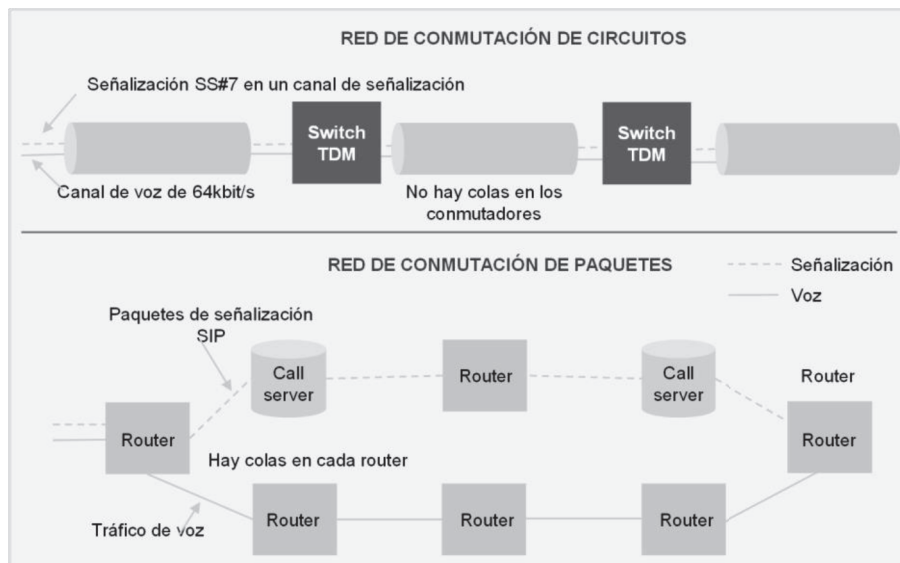 RED DE CONMUTACIÓN DE CIRCUITOS
Señalización SS#7 en un canal de señalización
Switch
TDM
Switch
TDM
Canal de voz de 64kbit/s
No hay colas en los
conmutadores
RED DE CONMUTACIÓN DE PAQUETES
Señalización
Voz
Paquetes de señalización
SIP
Call
server
Router
Call
server
Router
Router
Router
Hay colas en cada router
Tráfico de voz
Router
Router
Router